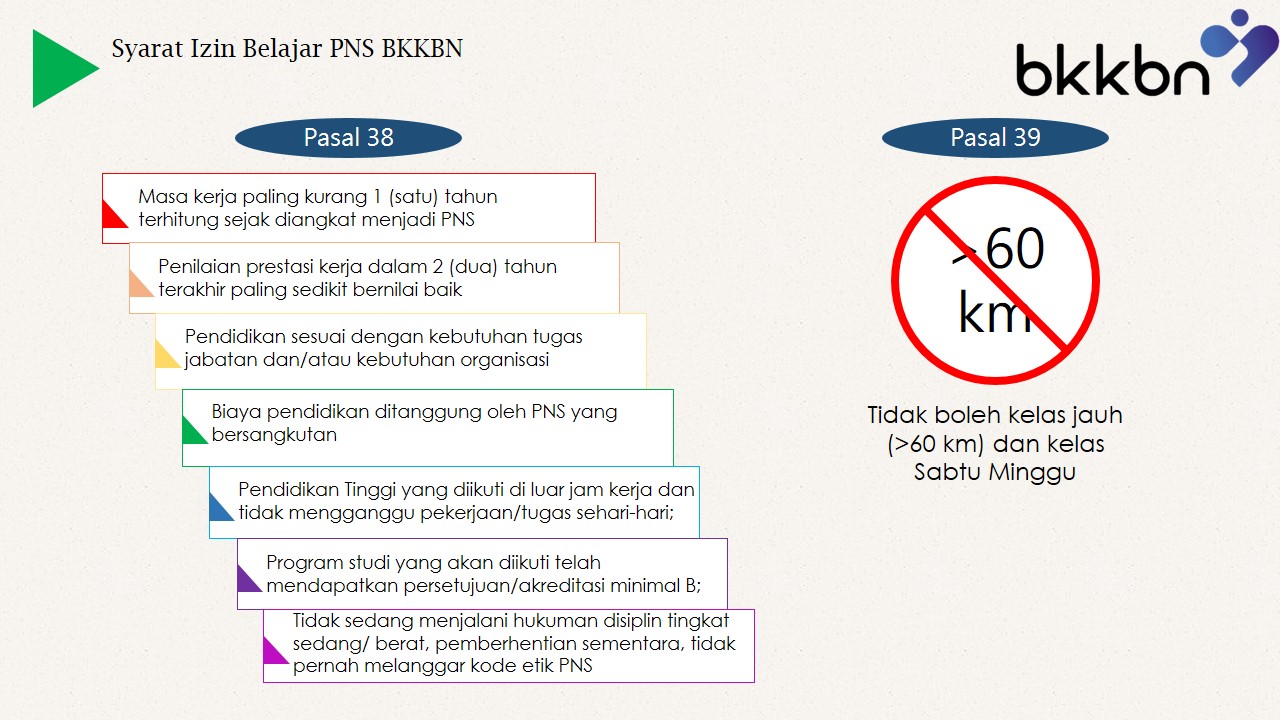 Syarat Izin Belajar PNS BKKBN
bkkbn
Pasal 38
Masa kerja paling kurang 1 (satu) tahun
terhitung sejak diangkat menjadi PNS
Penilaian prestasi kerja dalam 2 (dua) tahun
terakhir paling sedikit bernilai baik
Pendidikan sesuai dengan kebutuhan tugas
jabatan dan/atau kebutuhan organisasi
Biaya pendidikan ditanggung oleh PNS yang
bersangkutan
Pendidikan Tinggi yang diikuti di luar jam kerja dan
tidak mengganggu pekerjaan/tugas sehari-hari;
Program studi yang akan diikuti telah
mendapatkan persetujuan/akreditasi minimal B;
Tidak sedang menjalani hukuman disiplin tingkat
sedang/ berat, pemberhentian sementara, tidak
pernah melanggar kode etik PNS
Pasal 39
>60
km
Tidak boleh kelas jauh
(>60 km) dan kelas
Sabtu Minggu